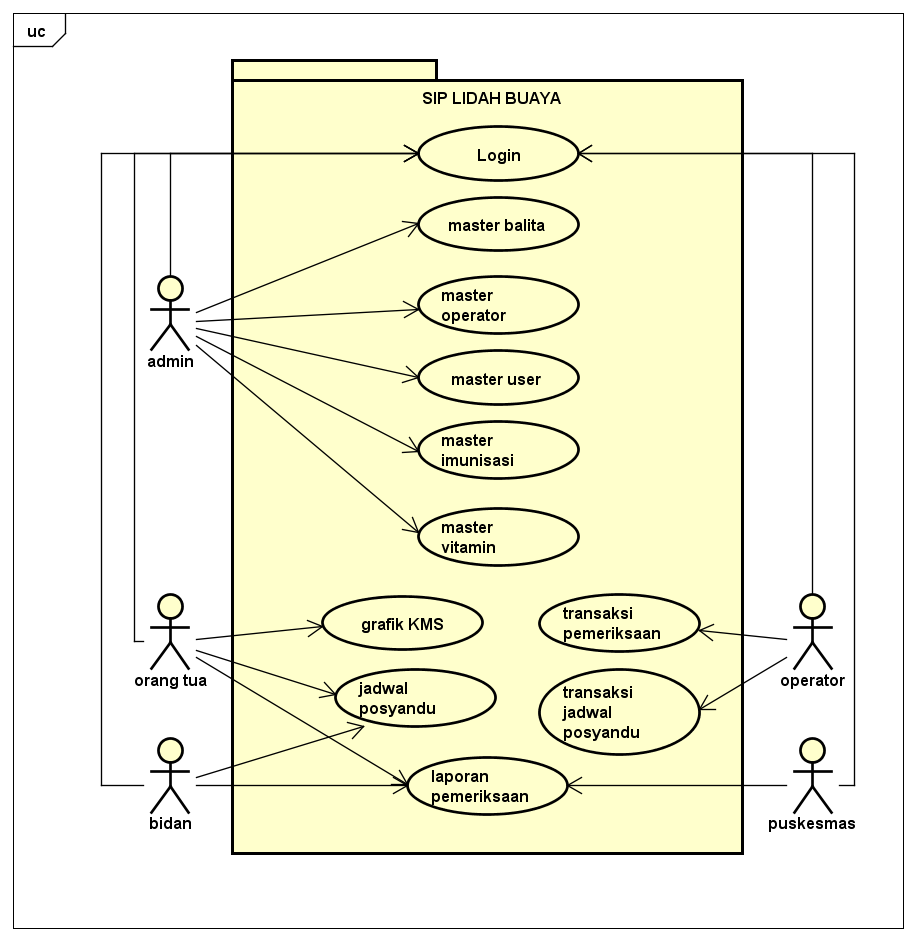 uc
SIP LIDAH BUAYA
Login
master balita
master
operator
admin
master user
master
imunisasi
master
vitamin
grafik KMS
transaksi
pemeriksaan
orang tua
operator
jadwal
posyandu
transaksi
jadwal
posyandu
laporan
pemeriksaan
bidan
puskesmas